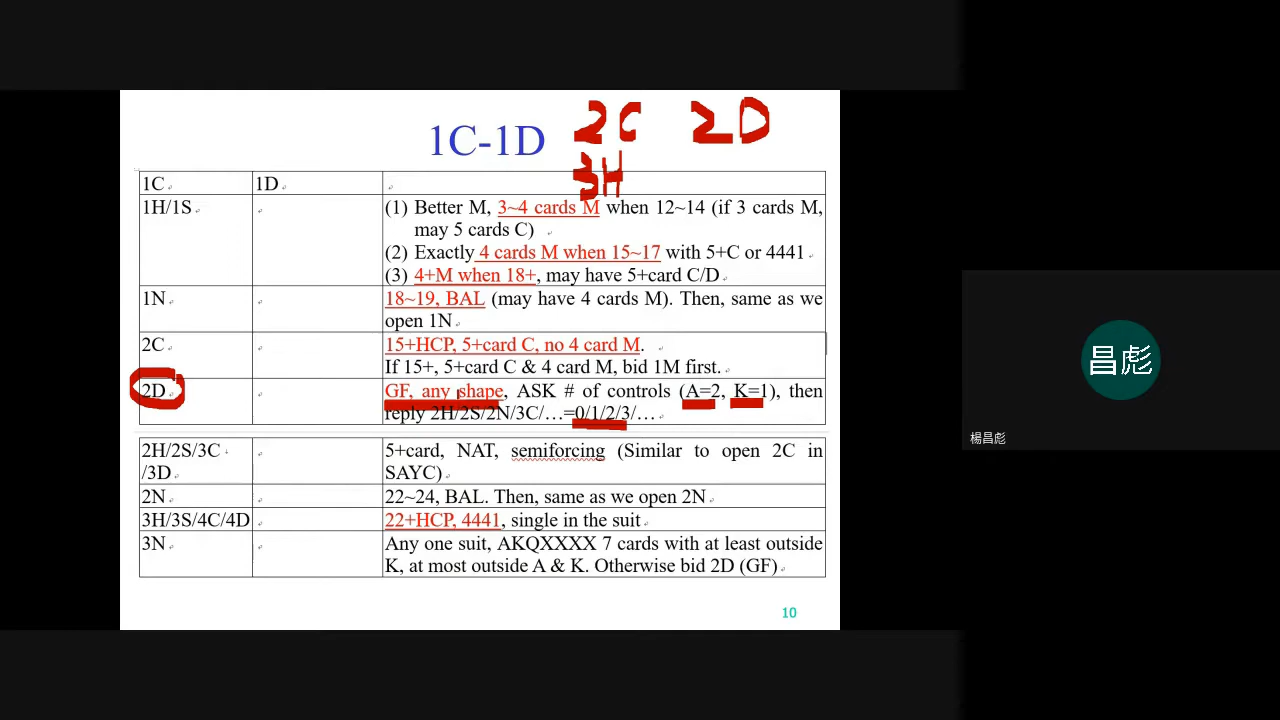 1C-1D 2C 2D
3H
1C 1D
1H/1S (1) Better M, 3~4 cards M when 12~14 (if 3 cards M,
may 5 cards C)
(2) Exactly 4 cards M when 15~17 with 5+C or 4441
(3) 4+M when 18+, may have 5+card C/D
1N 18~19, BAL (may have 4 cards M). Then, same as we
open 1N
2C 15+HCP, 5+card C, no 4 card M.
If 15+, 5+card C & 4 card M, bid 1M first.
2D GF, any shape, ASK # of controls (A=2, K=1), then
reply 2H/2S/2N/3C/…=0/1/2/3/…
2H/2S/3C 5+card, NAT, semiforcing (Similar to open 2C in
/3D SAYC)
2N 22~24, BAL. Then, same as we open 2N
3H/3S/4C/4D 22+HCP, 4441, single in the suit
3N Any one suit, AKQXXXX 7 cards with at least outside
K, at most outside A & K. Otherwise bid 2D (GF)
10
昌彪
楊昌彪